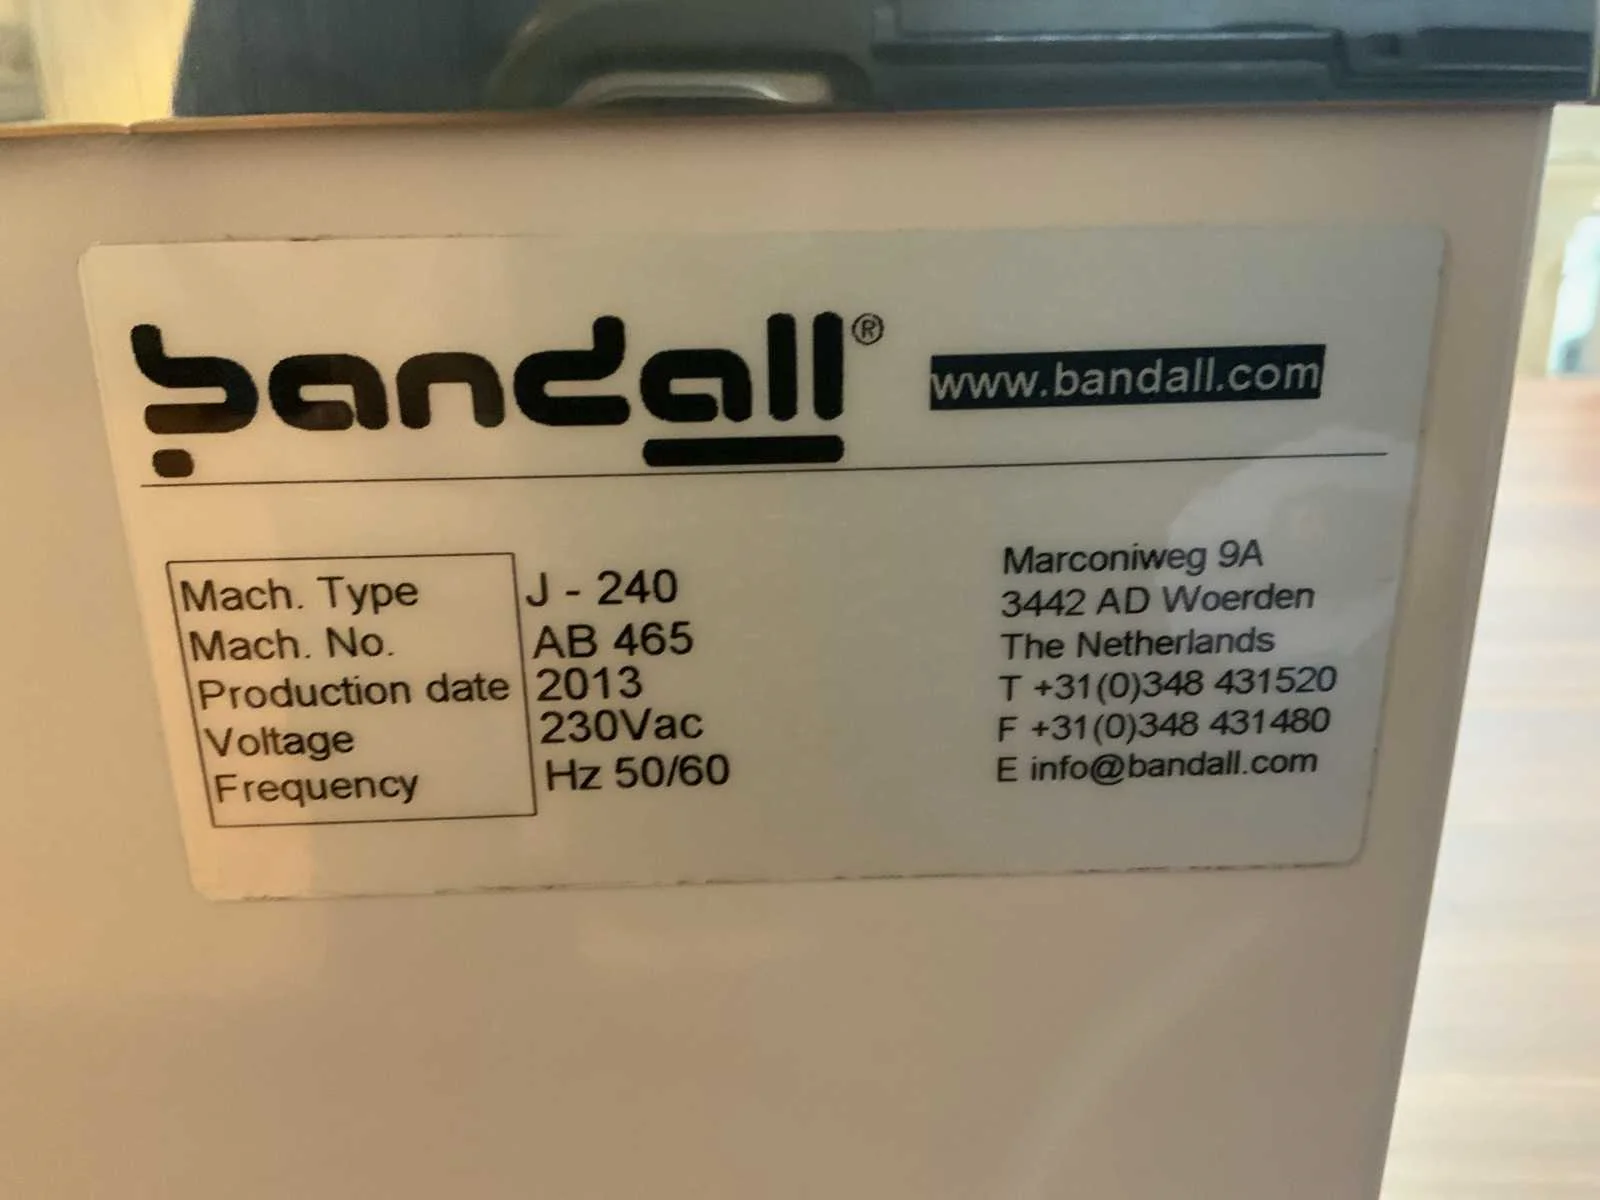 bandall®
www.bandall.com
Mach. Type J - 240
Mach. No. AB 465
Production date 2013
Voltage 230Vac
Frequency Hz 50/60
Marconiweg 9A
3442 AD Woerden
The Netherlands
T +31(0)348 431520
F +31(0)348 431480
E info@bandall.com